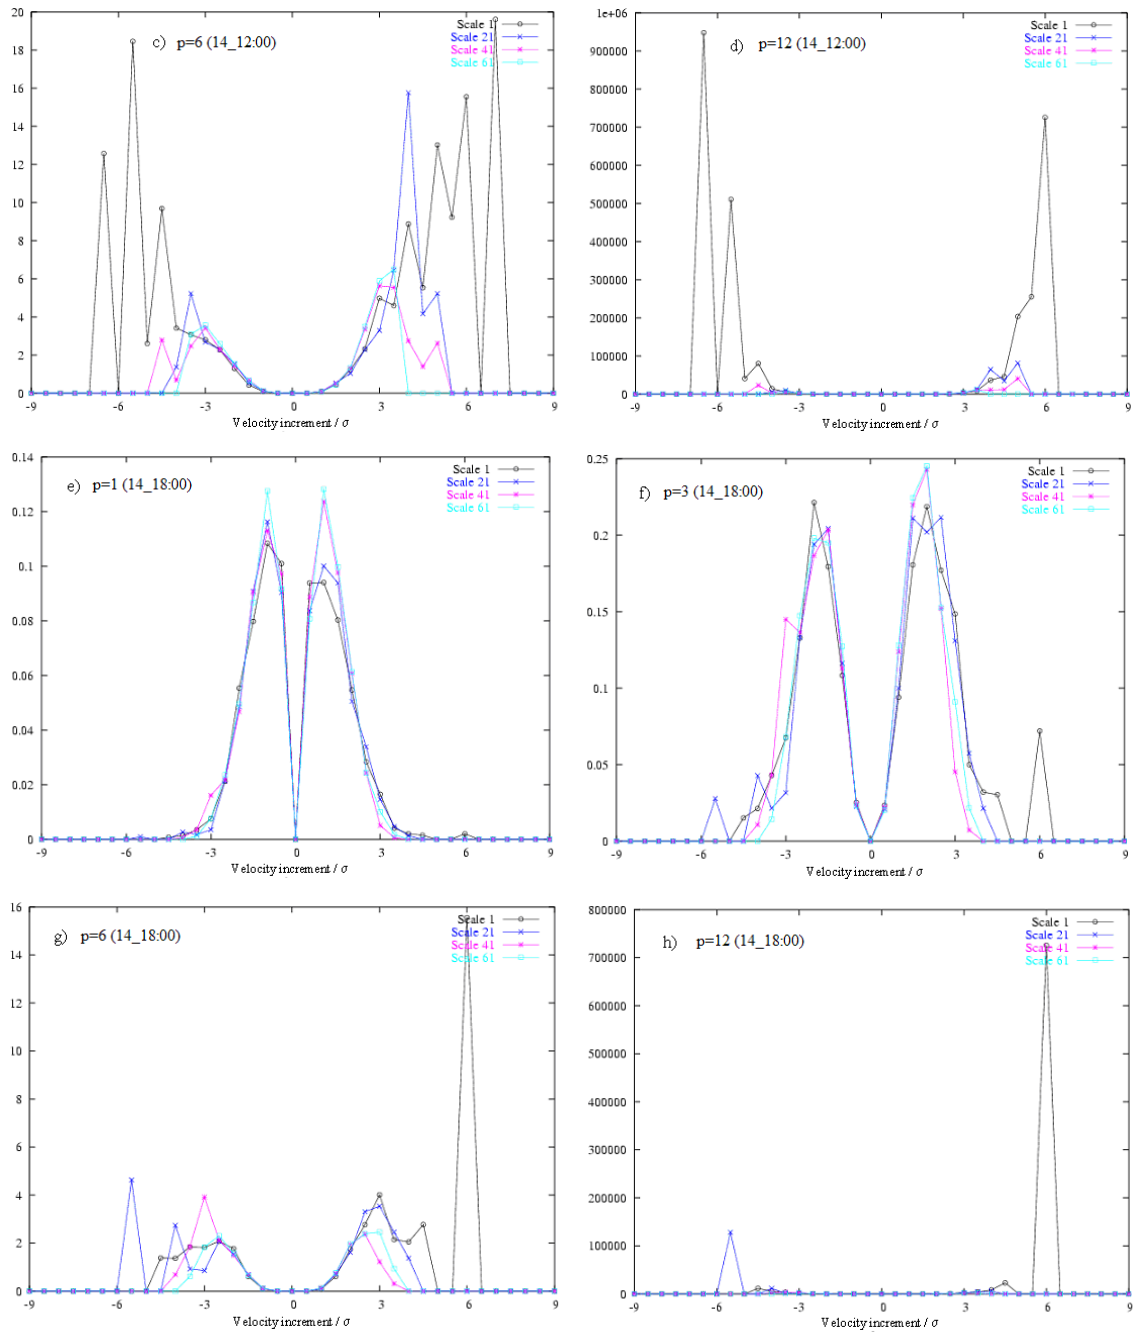 c) p=6 (14_12:00)
Scale 1
Scale 21
Scale 41
Scale 61
20
18
16
14
12
10
8
6
4
2
0
-9 -6 -3 0 3 6 9
Velocity increment / σ
d) p=12 (14_12:00)
Scale 1
Scale 21
Scale 41
Scale 61
1e+06
900000
800000
700000
600000
500000
400000
300000
200000
100000
0
-9 -6 -3 0 3 6 9
Velocity increment / σ
e) p=1 (14_18:00)
Scale 1
Scale 21
Scale 41
Scale 61
0.14
0.12
0.1
0.08
0.06
0.04
0.02
0
-9 -6 -3 0 3 6 9
Velocity increment / σ
f) p=3 (14_18:00)
Scale 1
Scale 21
Scale 41
Scale 61
0.25
0.2
0.15
0.1
0.05
0
-9 -6 -3 0 3 6 9
Velocity increment / σ
g) p=6 (14_18:00)
Scale 1
Scale 21
Scale 41
Scale 61
16
14
12
10
8
6
4
2
0
-9 -6 -3 0 3 6 9
Velocity increment / σ
h) p=12 (14_18:00)
Scale 1
Scale 21
Scale 41
Scale 61
800000
700000
600000
500000
400000
300000
200000
100000
0
-9 -6 -3 0 3 6 9
Velocity increment / σ